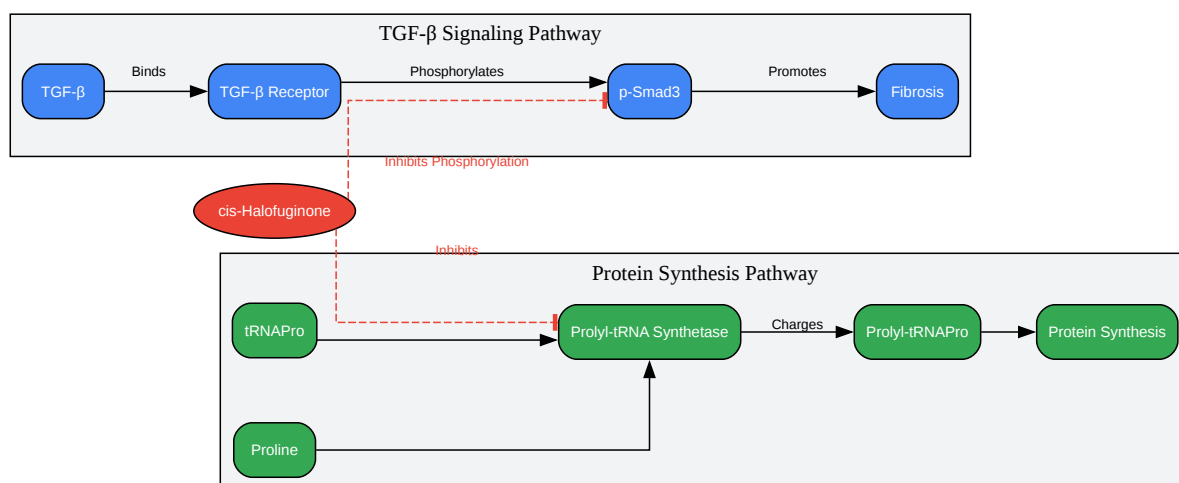 TGF-β Signaling Pathway
Binds
Phosphorylates
Promotes
TGF-β
TGF-β Receptor
p-Smad3
Fibrosis
Inhibits Phosphorylation
cis-Halofuginone
Inhibits
Protein Synthesis Pathway
tRNAPro
Prolyl-tRNA Synthetase
Charges
Prolyl-tRNAPro
Protein Synthesis
Proline